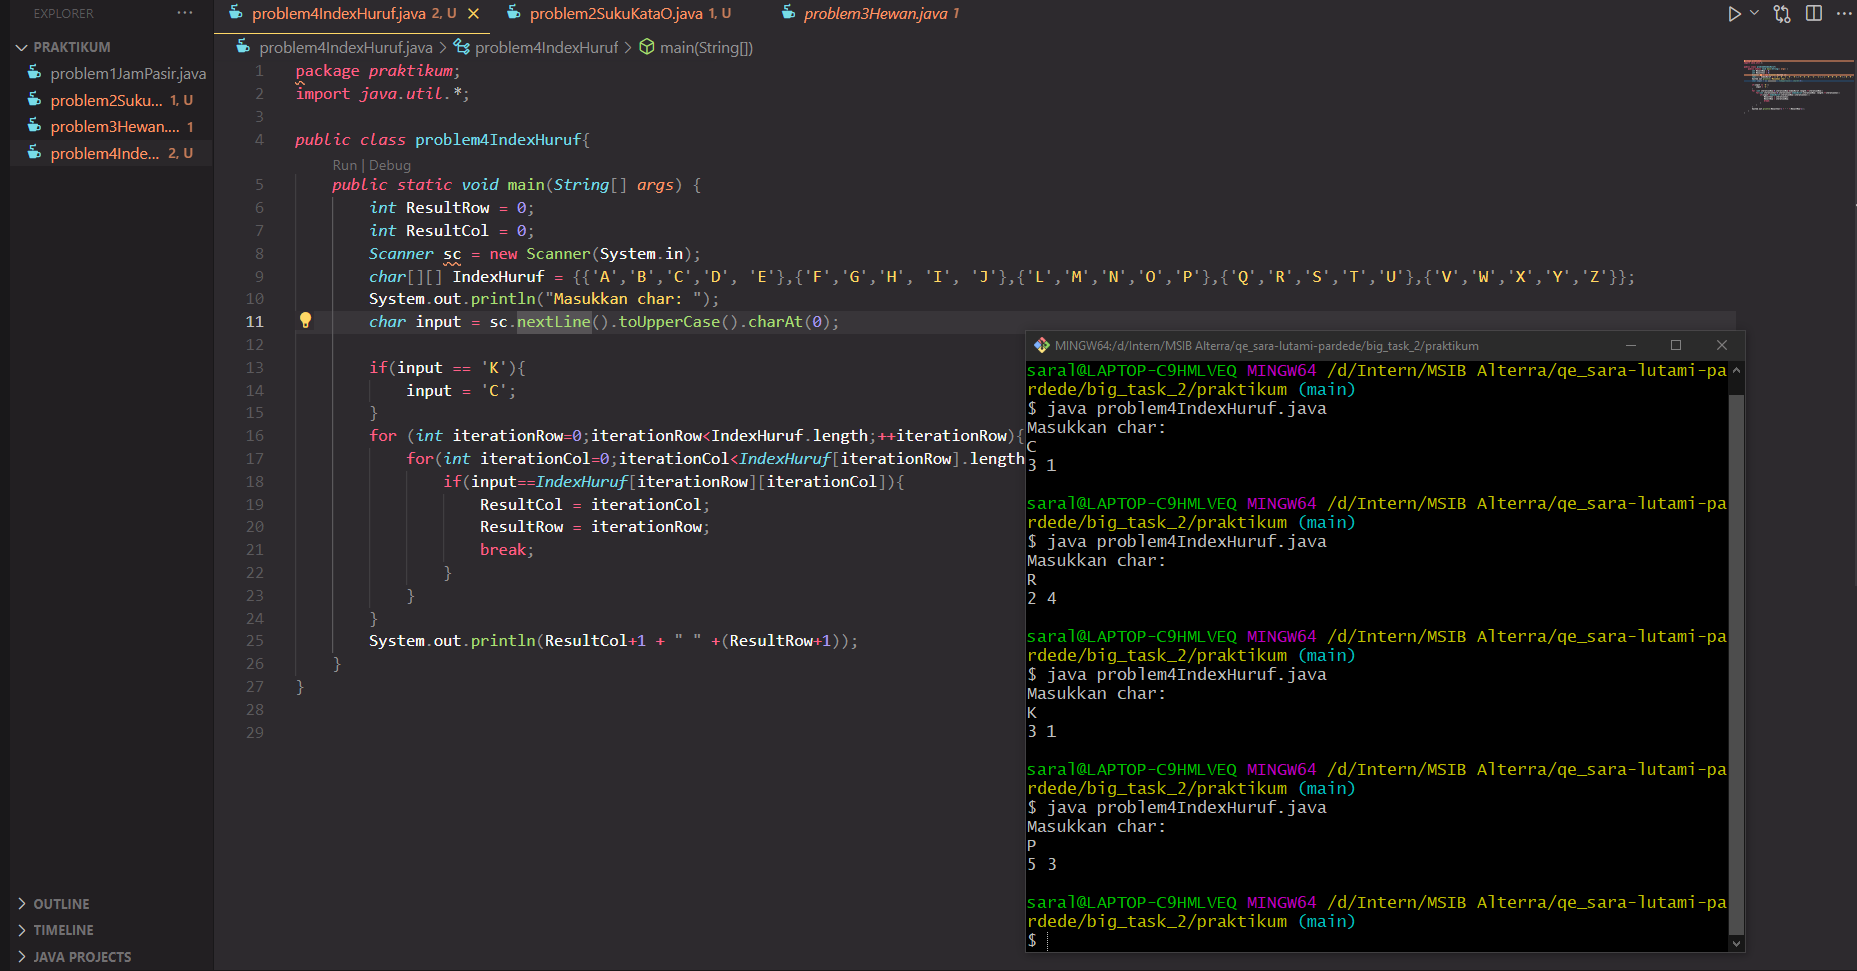 EXPLORER ...
PRAKTIKUM
problem1JamPasir.java
problem2Suku... 1, U
problem3Hewan.... 1
problem4Inde... 2, U
OUTLINE
TIMELINE
JAVA PROJECTS
problem4IndexHuruf.java 2, U
problem2SukuKataO.java 1, U
problem3Hewan.java 1
problem4IndexHuruf.java > problem4IndexHuruf > main(String[])
1 package praktikum;
2 import java.util.*;
3
4 public class problem4IndexHuruf{
Run | Debug
5 public static void main(String[] args) {
6 int ResultRow = 0;
7 int ResultCol = 0;
8 Scanner sc = new Scanner(System.in);
9 char[][] IndexHuruf = {{'A','B','C','D', 'E'},{'F','G','H', 'I', 'J'},{'L','M','N','O','P'},{'Q','R','S','T','U'},{'V','W','X','Y','Z'}};
10 System.out.println("Masukkan char: ");
11 char input = sc.nextLine().toUpperCase().charAt(0);
12
13 if(input == 'K'){
14 input = 'C';
15 }
16 for (int iterationRow=0;iterationRow<IndexHuruf.length;++iterationRow){
17 for(int iterationCol=0;iterationCol<IndexHuruf[iterationRow].length
18 if(input==IndexHuruf[iterationRow][iterationCol]){
19 ResultCol = iterationCol;
20 ResultRow = iterationRow;
21 break;
22 }
23 }
24 }
25 System.out.println(ResultCol+1 + " " +(ResultRow+1));
26 }
27 }
28
29
MINGW64:/d/Intern/MSIB Alterra/qe_sara-lutami-pardede/big_task_2/praktikum
saral@LAPTOP-C9HMLVEQ MINGW64 /d/Intern/MSIB Alterra/qe_sara-lutami-pa
rdede/big_task_2/praktikum (main)
$ java problem4IndexHuruf.java
Masukkan char:
C
3 1
saral@LAPTOP-C9HMLVEQ MINGW64 /d/Intern/MSIB Alterra/qe_sara-lutami-pa
rdede/big_task_2/praktikum (main)
$ java problem4IndexHuruf.java
Masukkan char:
R
2 4
saral@LAPTOP-C9HMLVEQ MINGW64 /d/Intern/MSIB Alterra/qe_sara-lutami-pa
rdede/big_task_2/praktikum (main)
$ java problem4IndexHuruf.java
Masukkan char:
K
3 1
saral@LAPTOP-C9HMLVEQ MINGW64 /d/Intern/MSIB Alterra/qe_sara-lutami-pa
rdede/big_task_2/praktikum (main)
$ java problem4IndexHuruf.java
Masukkan char:
P
5 3
saral@LAPTOP-C9HMLVEQ MINGW64 /d/Intern/MSIB Alterra/qe_sara-lutami-pa
rdede/big_task_2/praktikum (main)
$